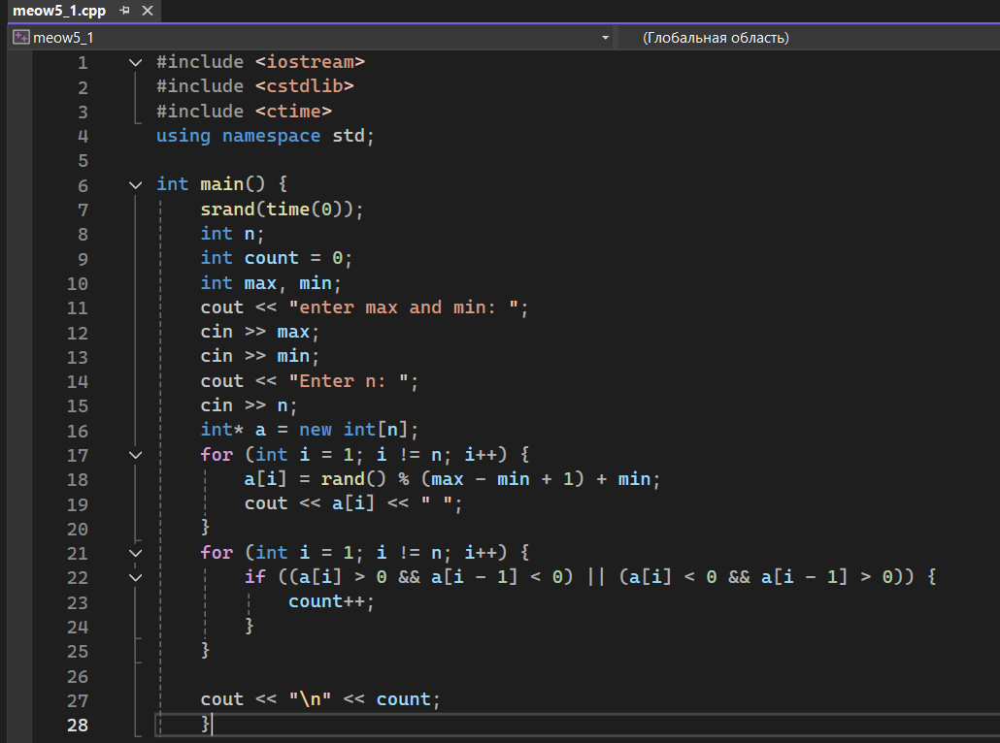 meow5_1.cpp
meow5_1 (Глобальная область)
1 #include <iostream>
2 #include <cstdlib>
3 #include <ctime>
4 using namespace std;
5
6 int main() {
7 srand(time(0));
8 int n;
9 int count = 0;
10 int max, min;
11 cout << "enter max and min: ";
12 cin >> max;
13 cin >> min;
14 cout << "Enter n: ";
15 cin >> n;
16 int* a = new int[n];
17 for (int i = 1; i != n; i++) {
18 a[i] = rand() % (max - min + 1) + min;
19 cout << a[i] << " ";
20 }
21 for (int i = 1; i != n; i++) {
22 if ((a[i] > 0 && a[i - 1] < 0) || (a[i] < 0 && a[i - 1] > 0)) {
23 count++;
24 }
25 }
26
27 cout << "\n" << count;
28 }